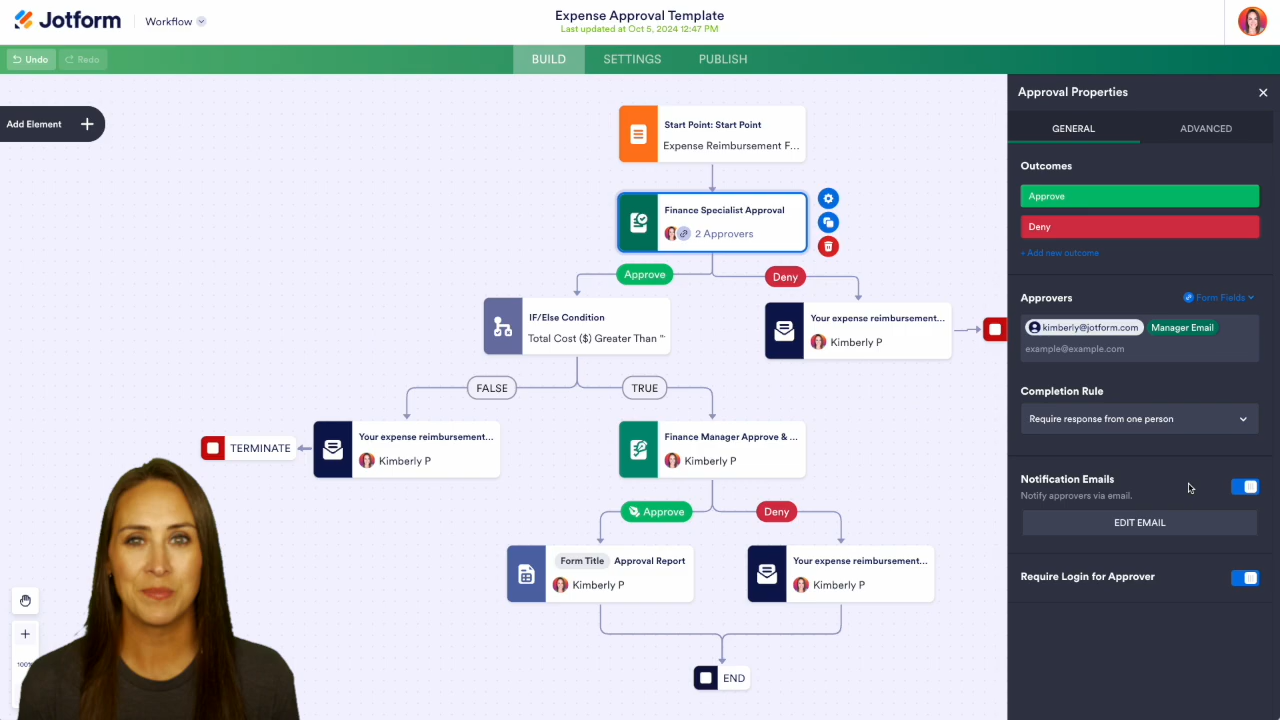 Jotform
Workflow
Expense Approval Template
Last updated at Oct 5, 2024 12:47 PM
Undo
Redo
BUILD
SETTINGS
PUBLISH
Add Element
Start Point: Start Point
Expense Reimbursement F...
Finance Specialist Approval
2 Approvers
Approve
Deny
IF/Else Condition
Total Cost ($) Greater Than "
Your expense reimbursement...
Kimberly P
FALSE
TRUE
TERMINATE
Your expense reimbursement...
Kimberly P
Finance Manager Approve & ...
Kimberly P
Approve
Deny
Form Title Approval Report
Kimberly P
Your expense reimbursement...
Kimberly P
END
Approval Properties
GENERAL
ADVANCED
Outcomes
Approve
Deny
+ Add new outcome
Approvers
Form Fields
kimberly@jotform.com
Manager Email
example@example.com
Completion Rule
Require response from one person
Notification Emails
Notify approvers via email.
EDIT EMAIL
Require Login for Approver